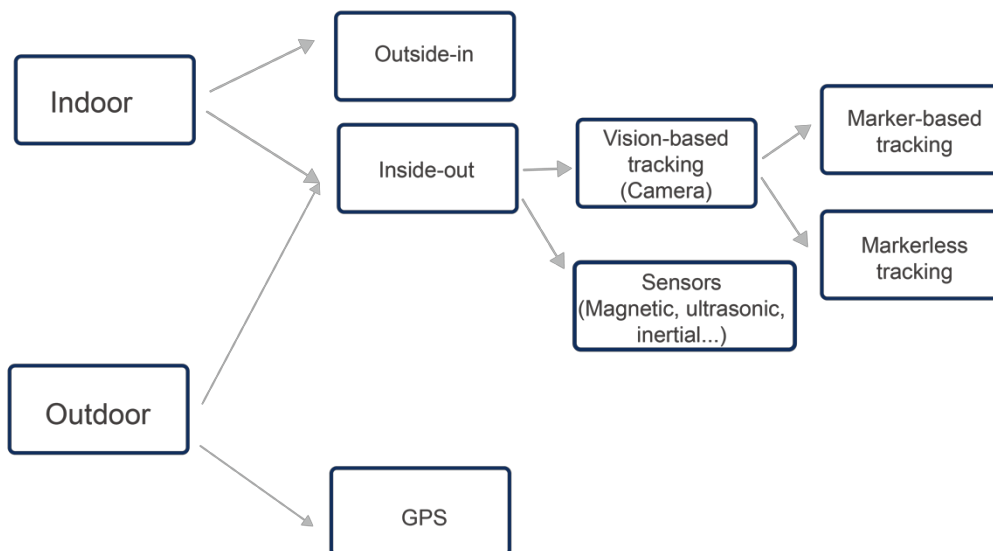 Indoor
Outside-in
Inside-out
Vision-based
tracking
(Camera)
Marker-based
tracking
Markerless
tracking
Sensors
(Magnetic, ultrasonic,
inertial...)
Outdoor
GPS